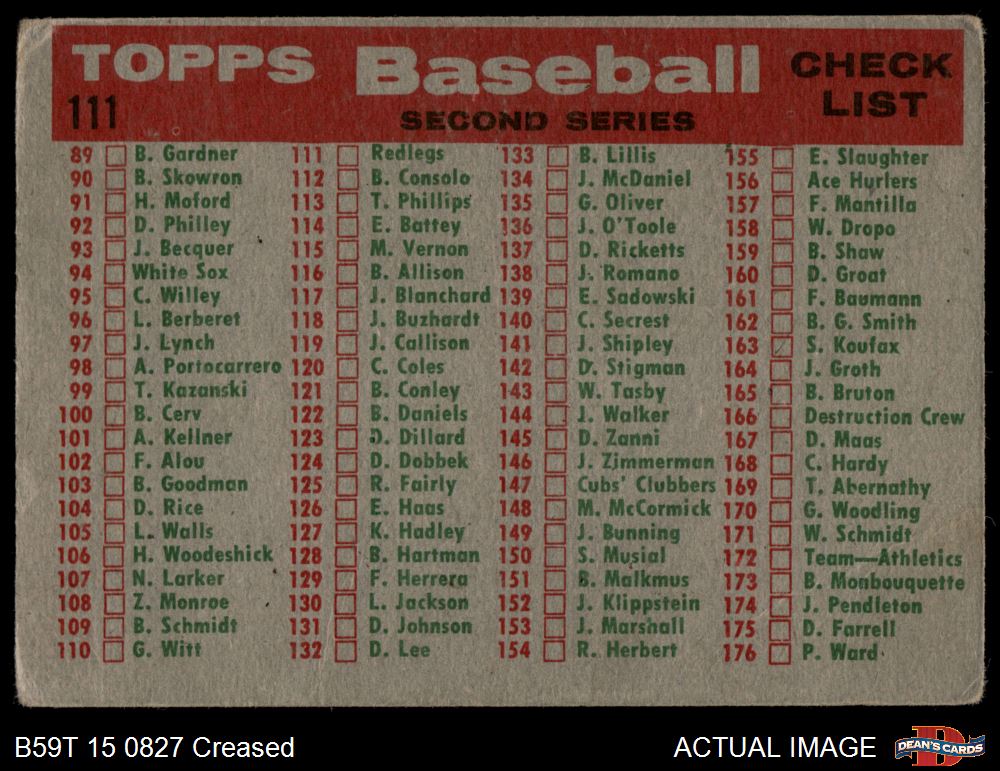 TOPPS Baseball CHECK LIST
111 SECOND SERIES
89 B. Gardner 111 Redlegs 133 B. Lillis 155 E. Slaughter
90 B. Skowron 112 B. Consolo 134 J. McDaniel 156 Ace Hurlers
91 H. Moford 113 T. Phillips 135 G. Oliver 157 F. Mantilla
92 D. Philley 114 E. Battey 136 J. O'Toole 158 W. Dropo
93 J. Becquer 115 M. Vernon 137 D. Ricketts 159 B. Shaw
94 White Sox 116 B. Allison 138 J. Romano 160 D. Groat
95 C. Willey 117 J. Blanchard 139 E. Sadowski 161 F. Baumann
96 L. Berberet 118 J. Buzhardt 140 C. Secrest 162 B. G. Smith
97 J. Lynch 119 J. Callison 141 J. Shipley 163 S. Koufax
98 A. Portocarrero 120 C. Coles 142 D. Stigman 164 J. Groth
99 T. Kazanski 121 B. Conley 143 W. Tasby 165 B. Bruton
100 B. Cerv 122 B. Daniels 144 J. Walker 166 Destruction Crew
101 A. Kellner 123 D. Dillard 145 D. Zanni 167 D. Maas
102 F. Alou 124 D. Dobbek 146 J. Zimmerman 168 C. Hardy
103 B. Goodman 125 R. Fairly 147 Cubs' Clubbers 169 T. Abernathy
104 D. Rice 126 E. Haas 148 M. McCormick 170 G. Woodling
105 L. Walls 127 K. Hadley 149 J. Bunning 171 W. Schmidt
106 H. Woodeshick 128 B. Hartman 150 S. Musial 172 Team—Athletics
107 N. Larker 129 F. Herrera 151 B. Malkmus 173 B. Monbouquette
108 Z. Monroe 130 L. Jackson 152 J. Klippstein 174 J. Pendleton
109 B. Schmidt 131 D. Johnson 153 J. Marshall 175 D. Farrell
110 G. Witt 132 D. Lee 154 R. Herbert 176 P. Ward
B59T 15 0827 Creased ACTUAL IMAGE DEAN'S CARDS